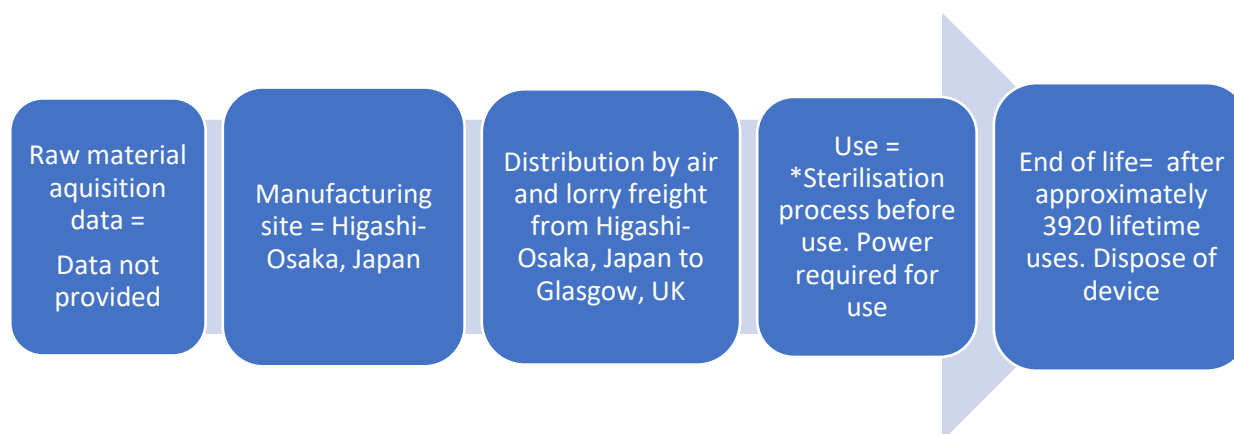 Raw material
aquisition
data =
Data not
provided
Manufacturing
site = Higashi-
Osaka, Japan
Distribution by air
and lorry freight
from Higashi-
Osaka, Japan to
Glasgow, UK
Use =
*Sterilisation
process before
use. Power
required for
use
End of life= after
approximately
3920 lifetime
uses. Dispose of
device